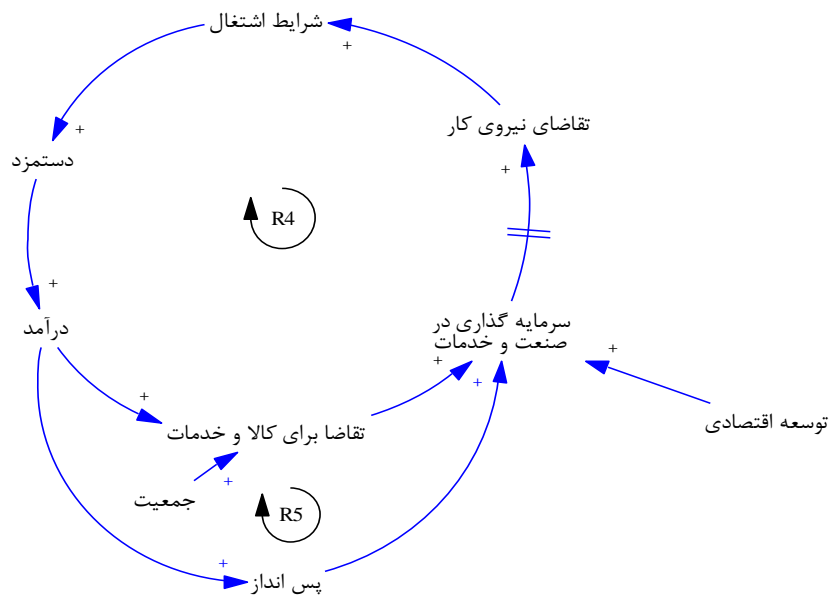 شرایط اشتغال
+
تقاضای نیروی کار
+
+
دستمزد
R4
+
سرمایه گذاری در
صنعت و خدمات
درآمد
+
+
+
+
توسعه اقتصادی
تقاضا برای کالا و خدمات
+
جمعیت
R5
+
پس انداز